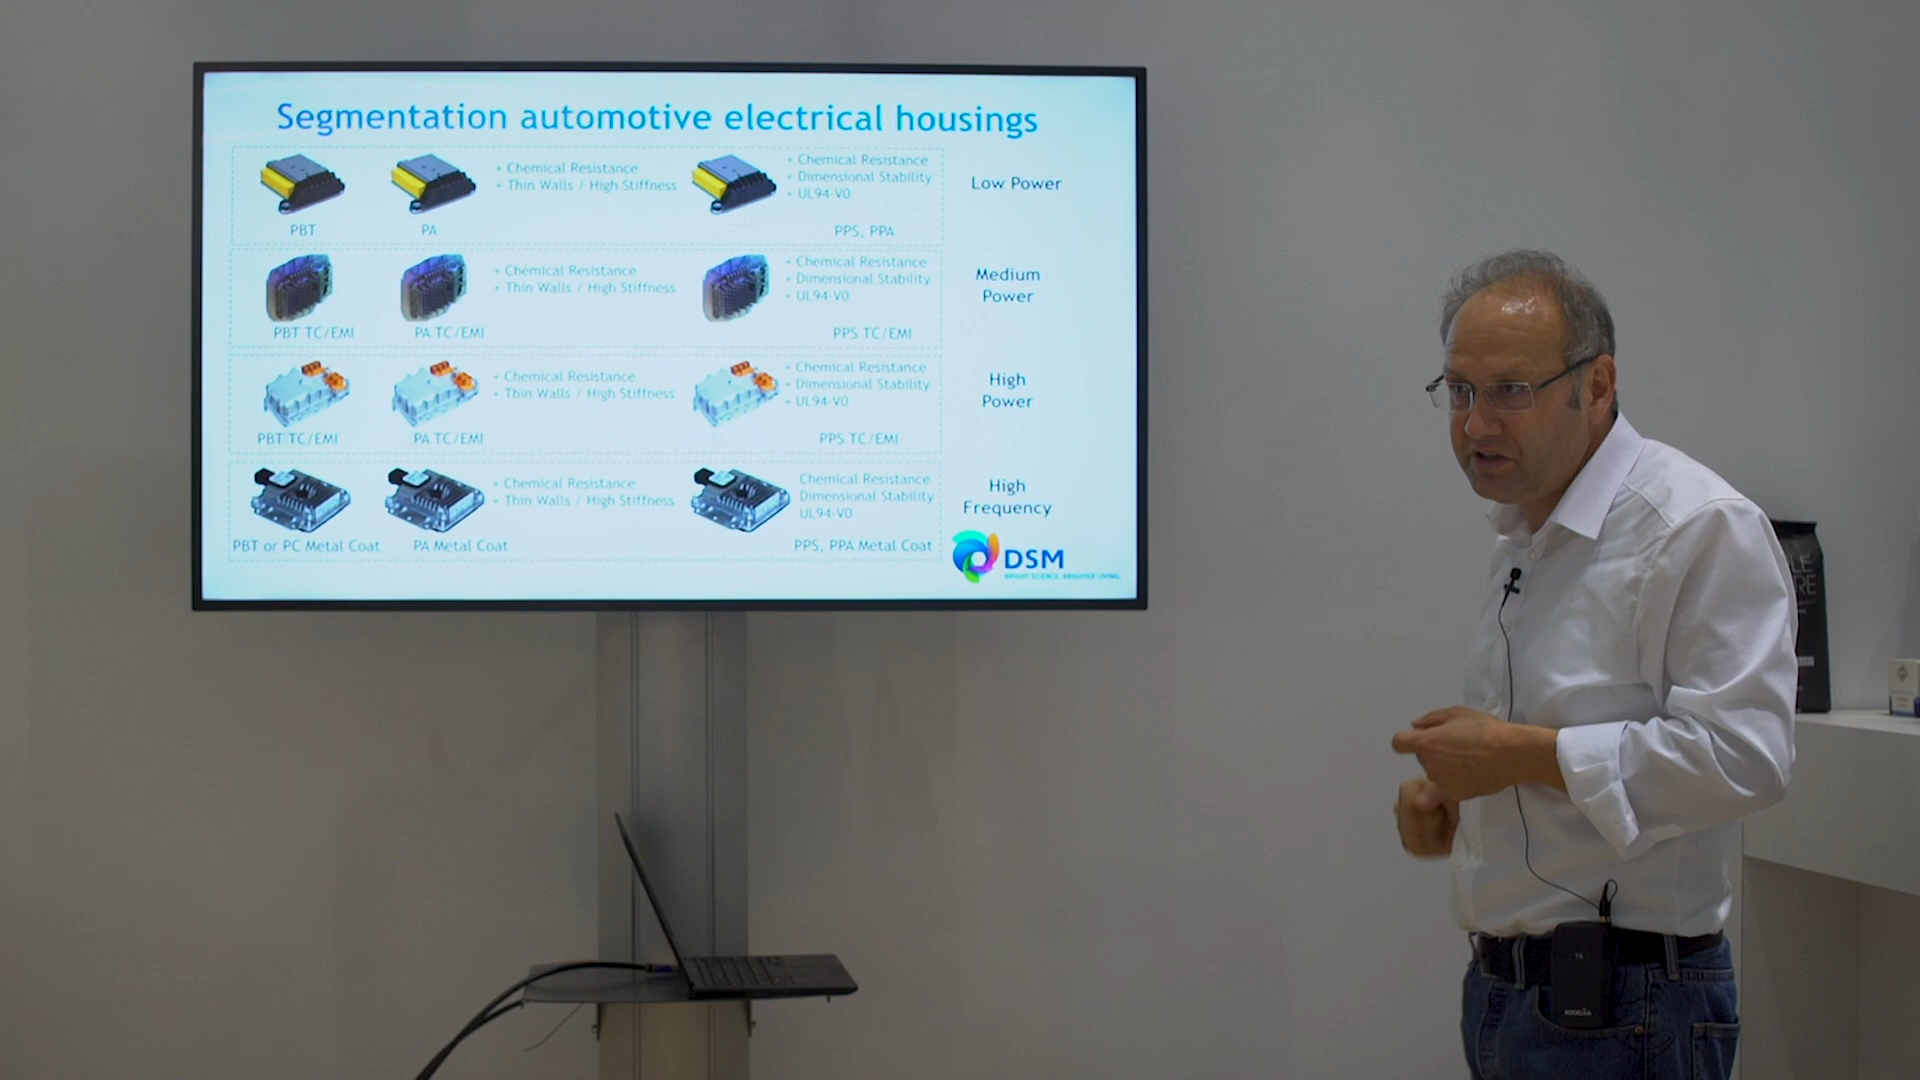 Segmentation automotive electrical housings
+ Chemical Resistance
+ Thin Walls / High Stiffness
+ Chemical Resistance
+ Dimensional Stability
+ UL94-V0
Low Power
PBT
PA
PPS, PPA
+ Chemical Resistance
+ Thin Walls / High Stiffness
+ Chemical Resistance
+ Dimensional Stability
+ UL94-V0
Medium
Power
PBT TC/EMI
PA TC/EMI
PPS TC/EMI
+ Chemical Resistance
+ Thin Walls / High Stiffness
+ Chemical Resistance
+ Dimensional Stability
+ UL94-V0
High
Power
PBT TC/EMI
PA TC/EMI
PPS TC/EMI
+ Chemical Resistance
+ Thin Walls / High Stiffness
Chemical Resistance
Dimensional Stability
UL94-V0
High
Frequency
PBT or PC Metal Coat
PA Metal Coat
PPS, PPA Metal Coat
DSM
BRIGHT SCIENCE. BRIGHTER LIVING.